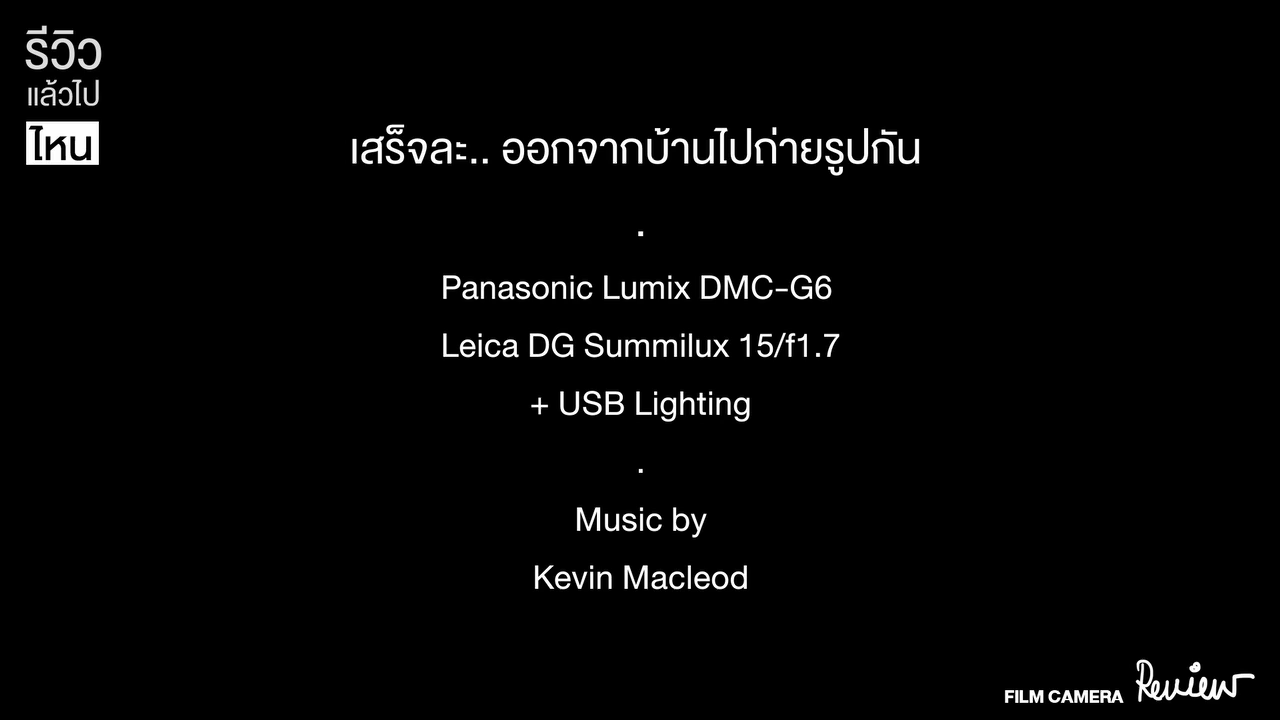 รีวิว
แล้วไป
ไหน
เสร็จละ.. ออกจากบ้านไปถ่ายรูปกัน
.
Panasonic Lumix DMC-G6
Leica DG Summilux 15/f1.7
+ USB Lighting
.
Music by
Kevin Macleod
FILM CAMERA Review